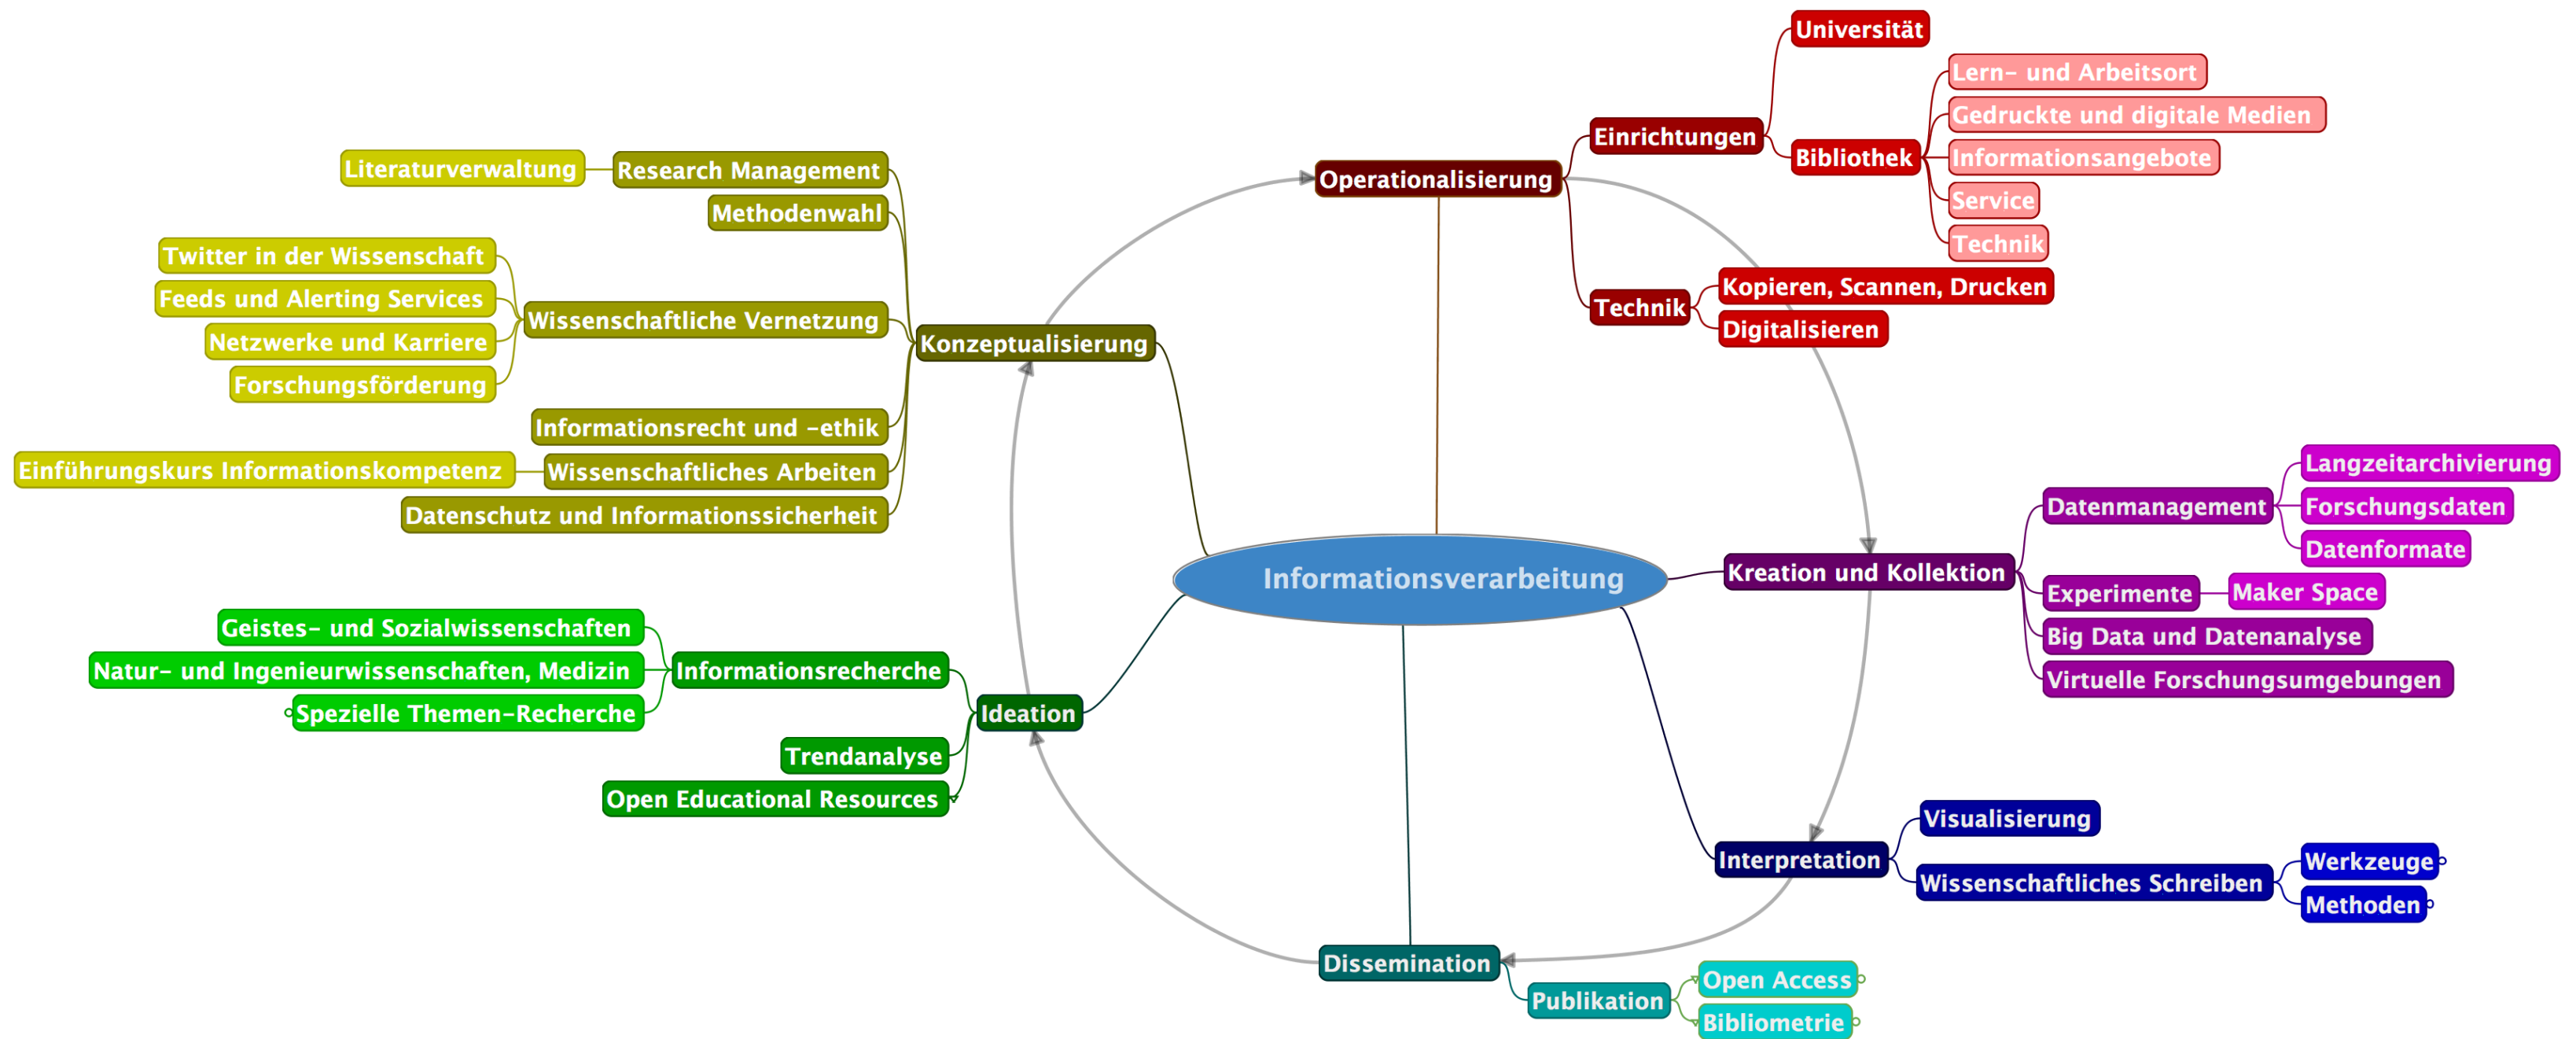 Universität
Lern- und Arbeitsort
Gedruckte und digitale Medien
Einrichtungen
Bibliothek
Informationsangebote
Service
Technik
Operationalisierung
Kopieren, Scannen, Drucken
Technik
Digitalisieren
Literaturverwaltung
Research Management
Methodenwahl
Twitter in der Wissenschaft
Feeds und Alerting Services
Wissenschaftliche Vernetzung
Netzwerke und Karriere
Forschungsförderung
Konzeptualisierung
Informationsrecht und -ethik
Einführungskurs Informationskompetenz
Wissenschaftliches Arbeiten
Datenschutz und Informationssicherheit
Informationsverarbeitung
Langzeitarchivierung
Datenmanagement
Forschungsdaten
Datenformate
Kreation und Kollektion
Experimente
Maker Space
Big Data und Datenanalyse
Virtuelle Forschungsumgebungen
Geistes- und Sozialwissenschaften
Natur- und Ingenieurwissenschaften, Medizin
Informationsrecherche
Spezielle Themen-Recherche
Ideation
Trendanalyse
Open Educational Resources
Visualisierung
Interpretation
Wissenschaftliches Schreiben
Werkzeuge
Methoden
Dissemination
Publikation
Open Access
Bibliometrie